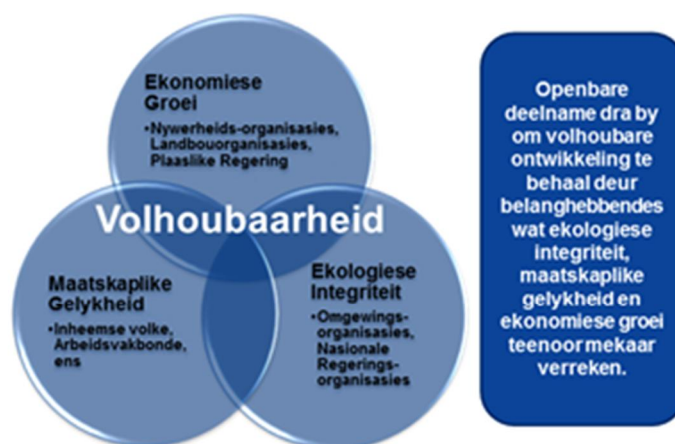 Ekonomiese
Groei
•Nywerheids-organisasies,
Landbouorganisasies,
Plaaslike Regering
Volhoubaarheid
Maatskaplike
Gelykheid
•Inheemse volke,
Arbeidsvakbonde,
ens
Ekologiese
Integriteit
•Omgewings-
organisasies,
Nasionale
Regerings-
organisasies
Openbare
deelname dra by
om volhoubare
ontwikkeling te
behaal deur
belanghebbendes
wat ekologiese
integriteit,
maatskaplike
gelykheid en
ekonomiese groei
teenoor mekaar
verreken.